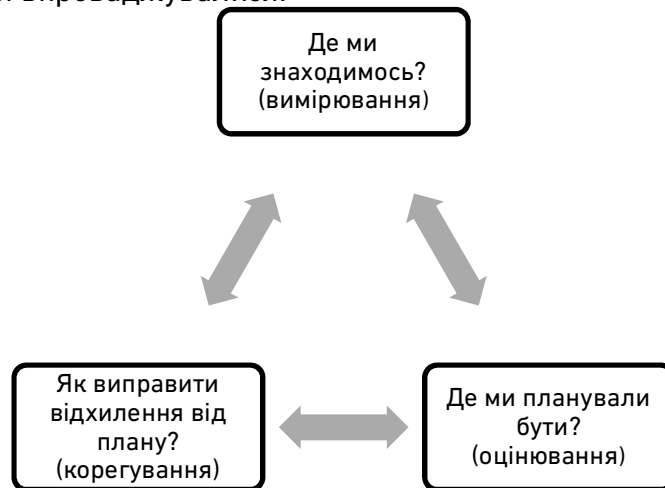 Де ми
знаходимось?
(вимірювання)
Як виправити
відхилення від
плану?
(корегування)
Де ми планували
бути?
(оцінювання)